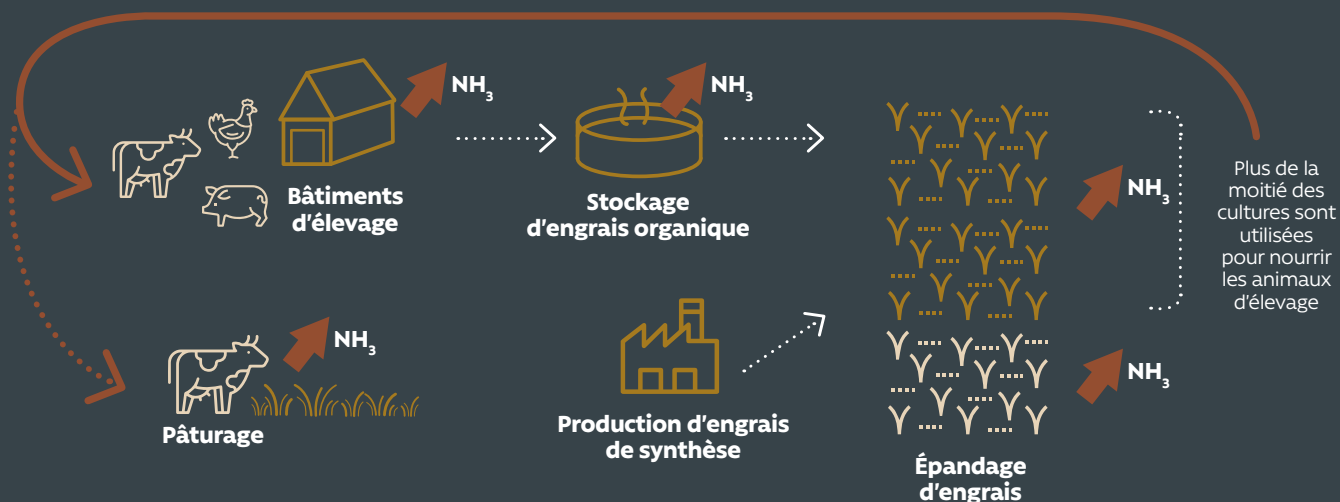 NH₃
Bâtiments
d'élevage
NH₃
Stockage
d'engrais organique
NH₃
Plus de la
moitié des
cultures sont
utilisées
pour nourrir
les animaux
d'élevage
NH₃
Pâturage
Production d'engrais
de synthèse
NH₃
Épandage
d'engrais